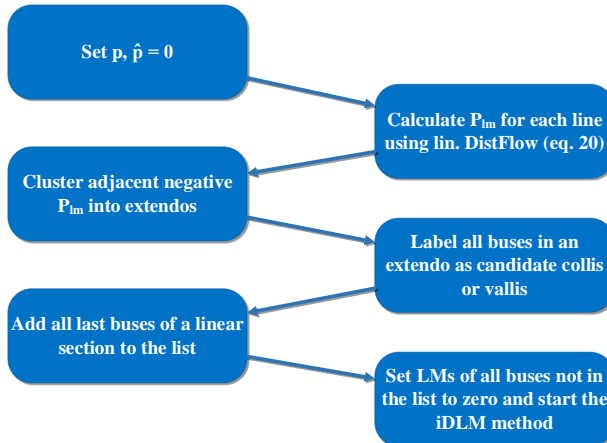 Set p, p̂ = 0
Calculate Plm for each line
using lin. DistFlow (eq. 20)
Cluster adjacent negative
Plm into extendos
Label all buses in an
extendo as candidate collis
or vallis
Add all last buses of a linear
section to the list
Set LMs of all buses not in
the list to zero and start the
iDLM method